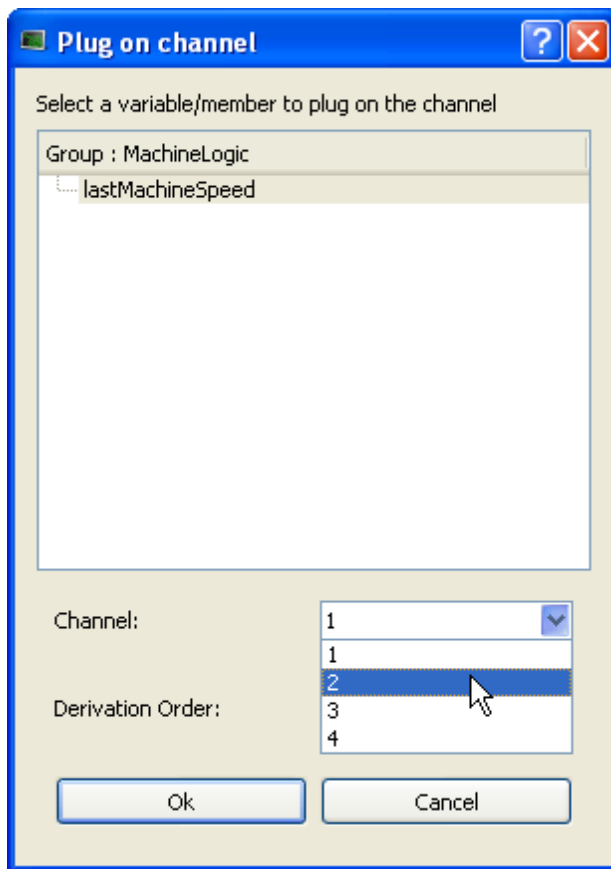 Plug on channel
Select a variable/member to plug on the channel
Group : MachineLogic
lastMachineSpeed
Channel:
1
1
2
3
4
Derivation Order:
Ok
Cancel